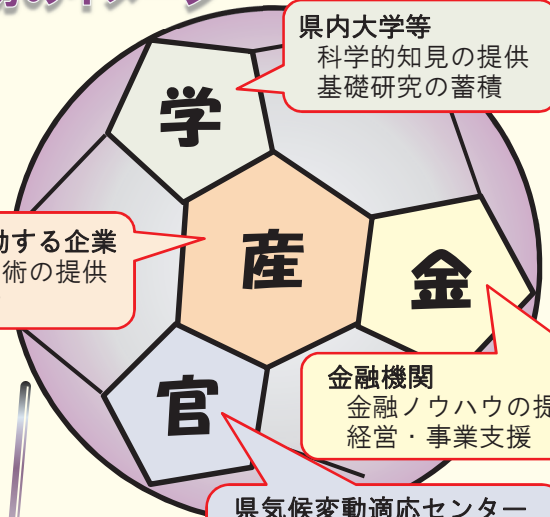 県内大学等
科学的知見の提供
基礎研究の蓄積
学
動する企業
術の提供
産
金
金融機関
金融ノウハウの提
経営・事業支援
官
県気候変動適応センター